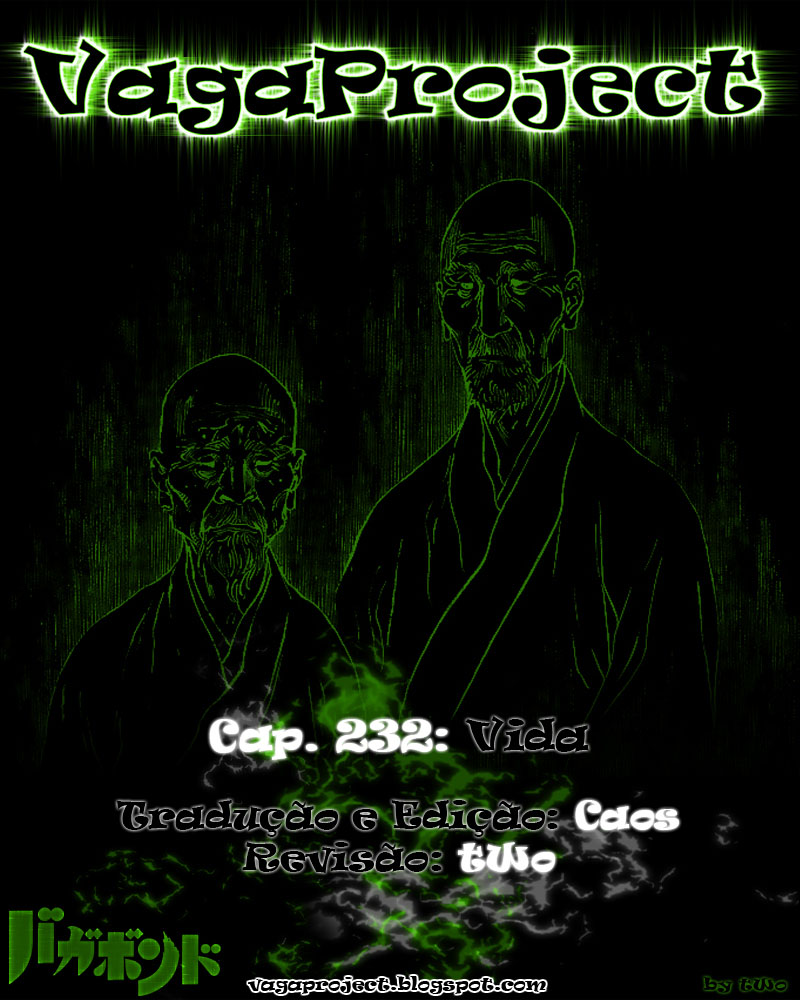 VagaProject
Cap. 232: Vida
Tradução e Edição: Caos
Revisão: tWo
バガボンド
vagaproject.blogspot.com
by tWo